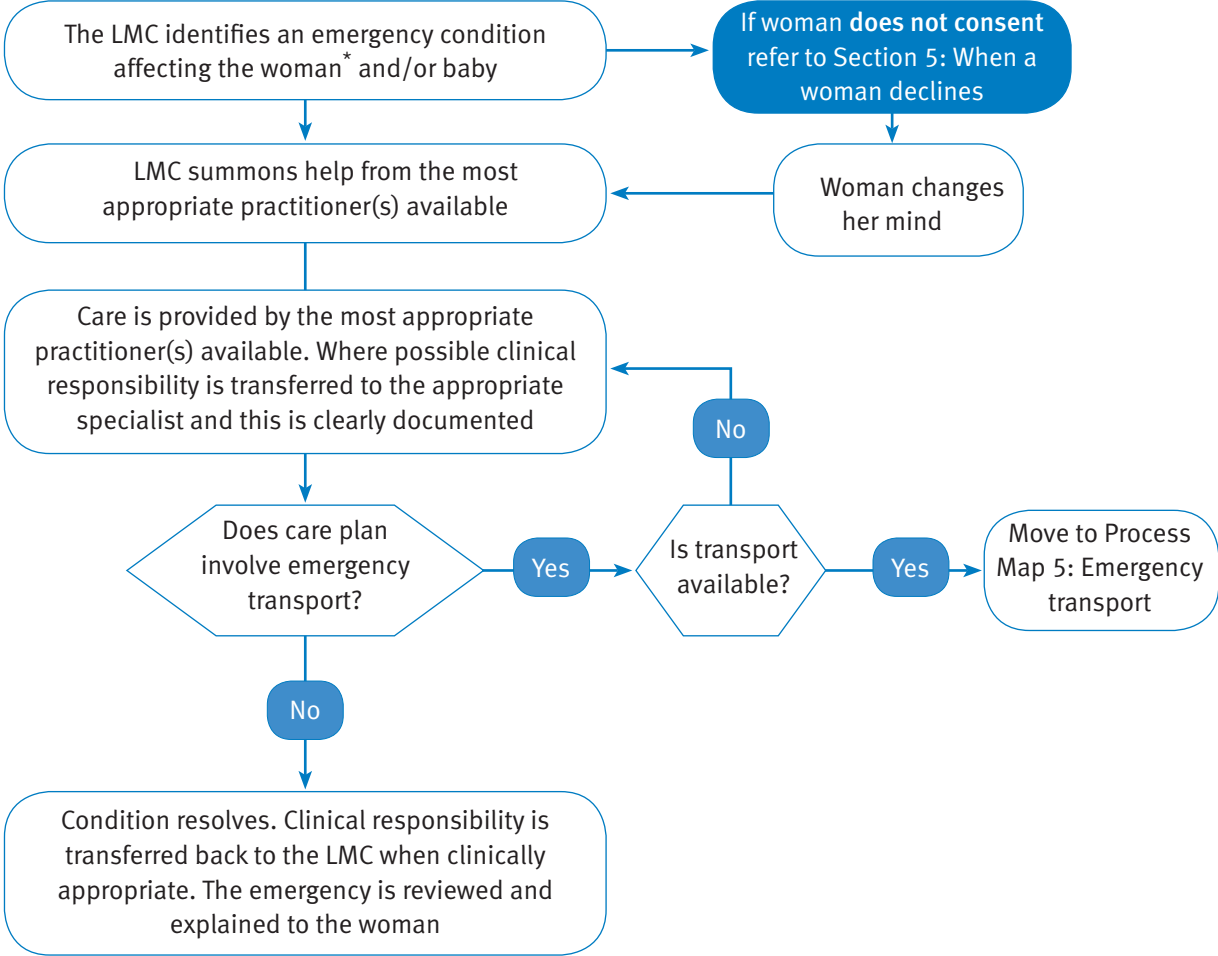 The LMC identifies an emergency condition
affecting the woman* and/or baby
If woman does not consent
refer to Section 5: When a
woman declines
LMC summons help from the most
appropriate practitioner(s) available
Woman changes
her mind
Care is provided by the most appropriate
practitioner(s) available. Where possible clinical
responsibility is transferred to the appropriate
specialist and this is clearly documented
No
Does care plan
involve emergency
transport?
Yes
Is transport
available?
Yes
Move to Process
Map 5: Emergency
transport
No
Condition resolves. Clinical responsibility is
transferred back to the LMC when clinically
appropriate. The emergency is reviewed and
explained to the woman